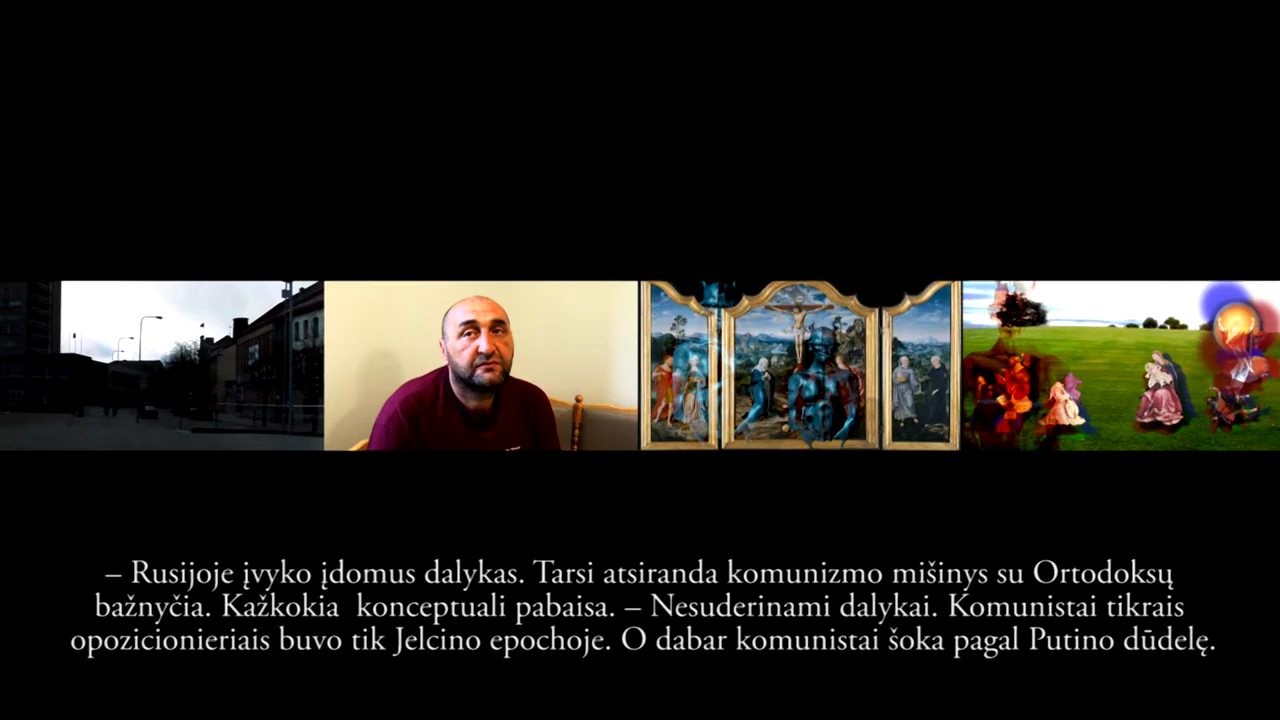 – Rusijoje įvyko įdomus dalykas. Tarsi atsiranda komunizmo mišinys su Ortodoksų
bažnyčia. Kažkokia  konceptuali pabaisa. – Nesuderinami dalykai. Komunistai tikrais
opozicionieriais buvo tik Jelcino epochoje. O dabar komunistai šoka pagal Putino dūdelę.